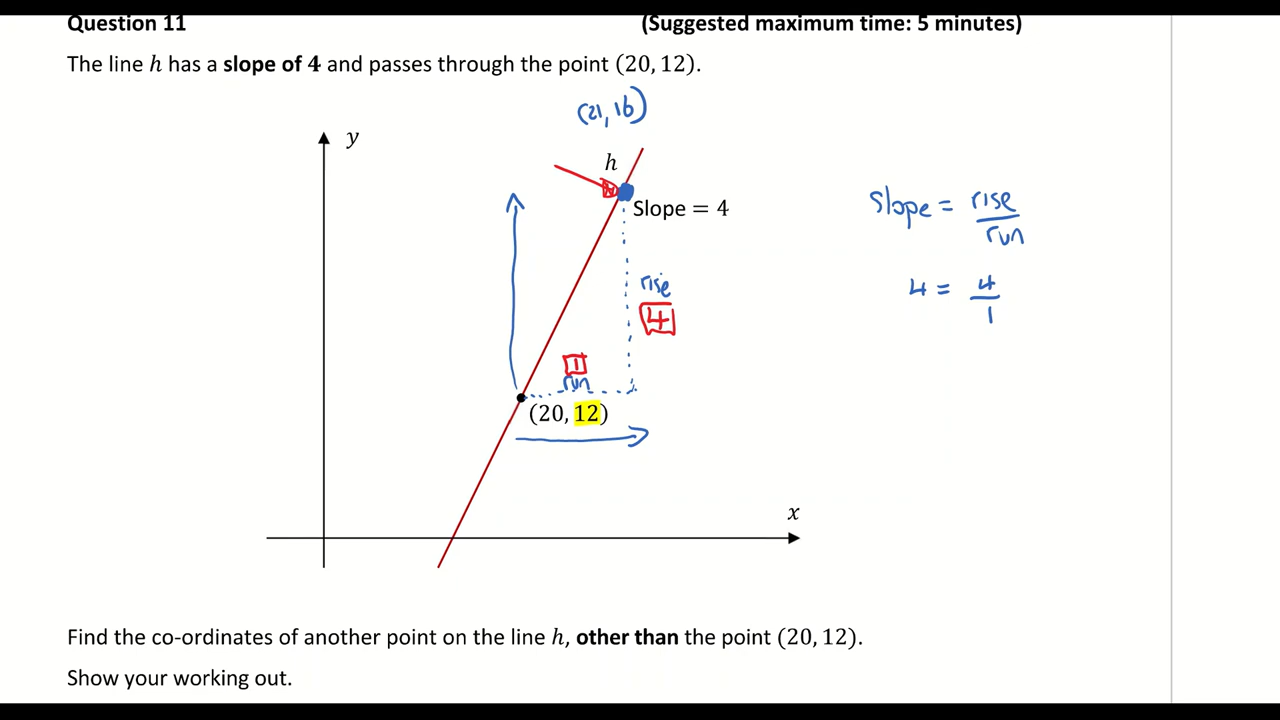 Question 11 (Suggested maximum time: 5 minutes)
The line h has a slope of 4 and passes through the point (20, 12).
(21, 16)
y
h
Slope = 4
slope = rise/run
rise
4 = 4/1
4
1
run
(20, 12)
x
Find the co-ordinates of another point on the line h, other than the point (20, 12).
Show your working out.